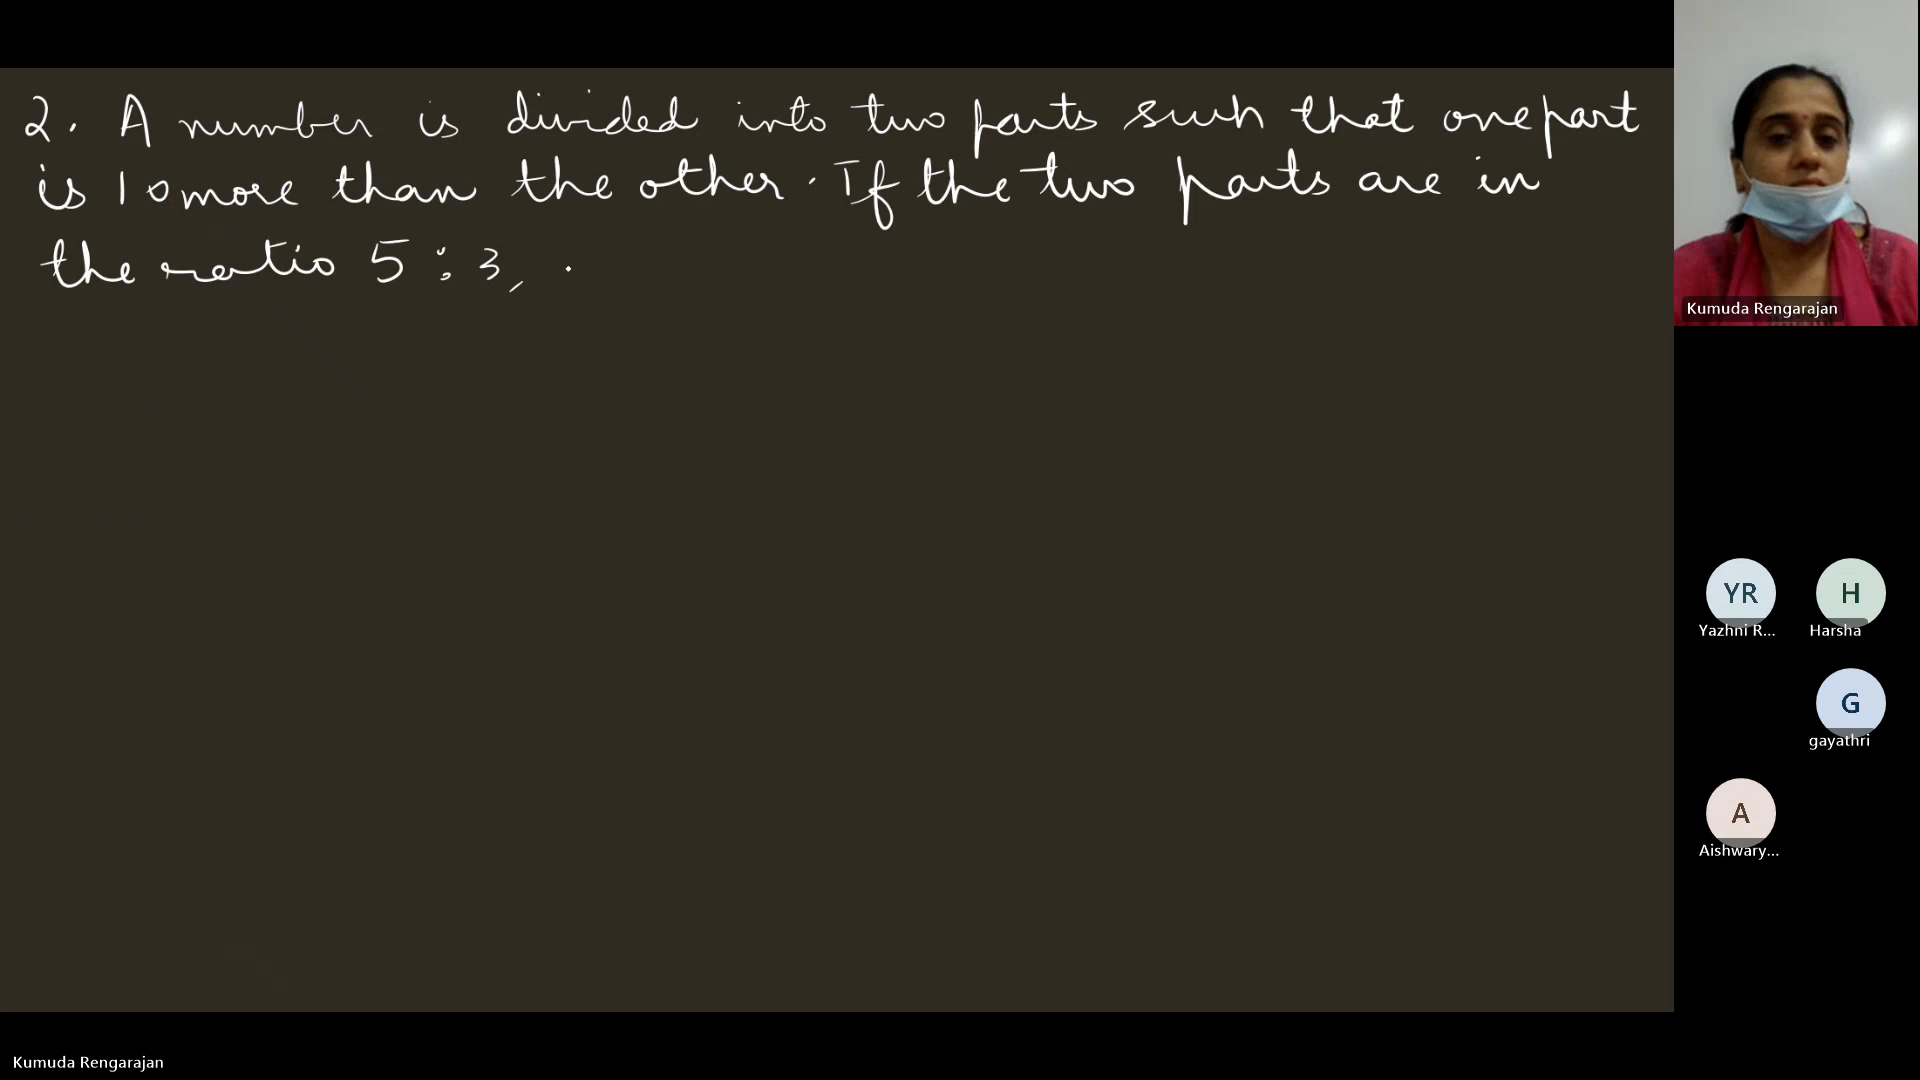 2. A number is divided into two parts such that one part
is 10 more than the other. If the two parts are in
the ratio 5 : 3,
Kumuda Rengarajan
YR
H
Yazhni R...
Harsha
G
gayathri
A
Aishwary...
Kumuda Rengarajan